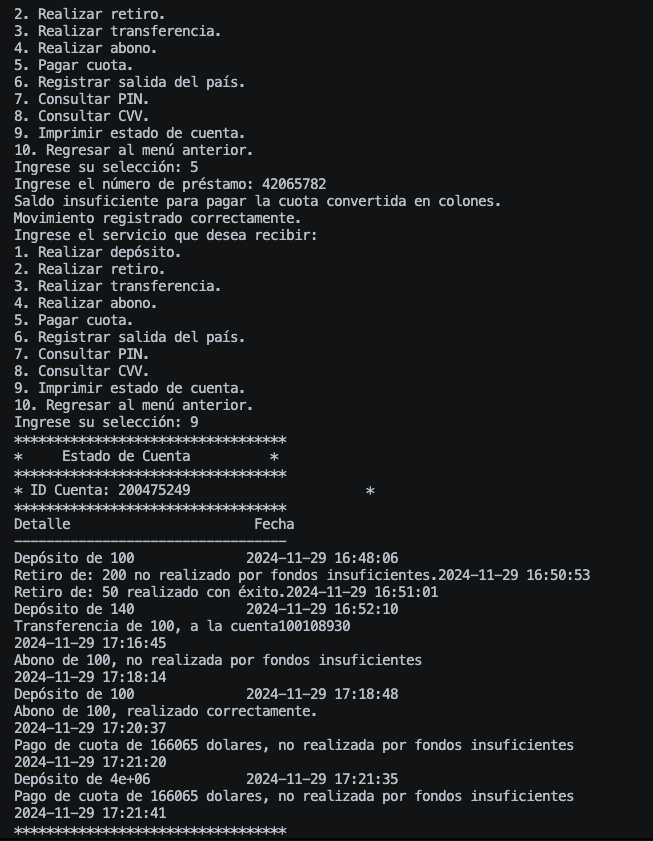 2. Realizar retiro.
3. Realizar transferencia.
4. Realizar abono.
5. Pagar cuota.
6. Registrar salida del país.
7. Consultar PIN.
8. Consultar CVV.
9. Imprimir estado de cuenta.
10. Regresar al menú anterior.
Ingrese su selección: 5
Ingrese el número de préstamo: 42065782
Saldo insuficiente para pagar la cuota convertida en colones.
Movimiento registrado correctamente.
Ingrese el servicio que desea recibir:
1. Realizar depósito.
2. Realizar retiro.
3. Realizar transferencia.
4. Realizar abono.
5. Pagar cuota.
6. Registrar salida del país.
7. Consultar PIN.
8. Consultar CVV.
9. Imprimir estado de cuenta.
10. Regresar al menú anterior.
Ingrese su selección: 9
**********************************
*     Estado de Cuenta          *
**********************************
* ID Cuenta: 200475249                      *
**********************************
Detalle                       Fecha
----------------------------------
Depósito de 100              2024-11-29 16:48:06
Retiro de: 200 no realizado por fondos insuficientes.2024-11-29 16:50:53
Retiro de: 50 realizado con éxito.2024-11-29 16:51:01
Depósito de 140              2024-11-29 16:52:10
Transferencia de 100, a la cuenta100108930
2024-11-29 17:16:45
Abono de 100, no realizada por fondos insuficientes
2024-11-29 17:18:14
Depósito de 100              2024-11-29 17:18:48
Abono de 100, realizado correctamente.
2024-11-29 17:20:37
Pago de cuota de 166065 dolares, no realizada por fondos insuficientes
2024-11-29 17:21:20
Depósito de 4e+06            2024-11-29 17:21:35
Pago de cuota de 166065 dolares, no realizada por fondos insuficientes
2024-11-29 17:21:41
**********************************